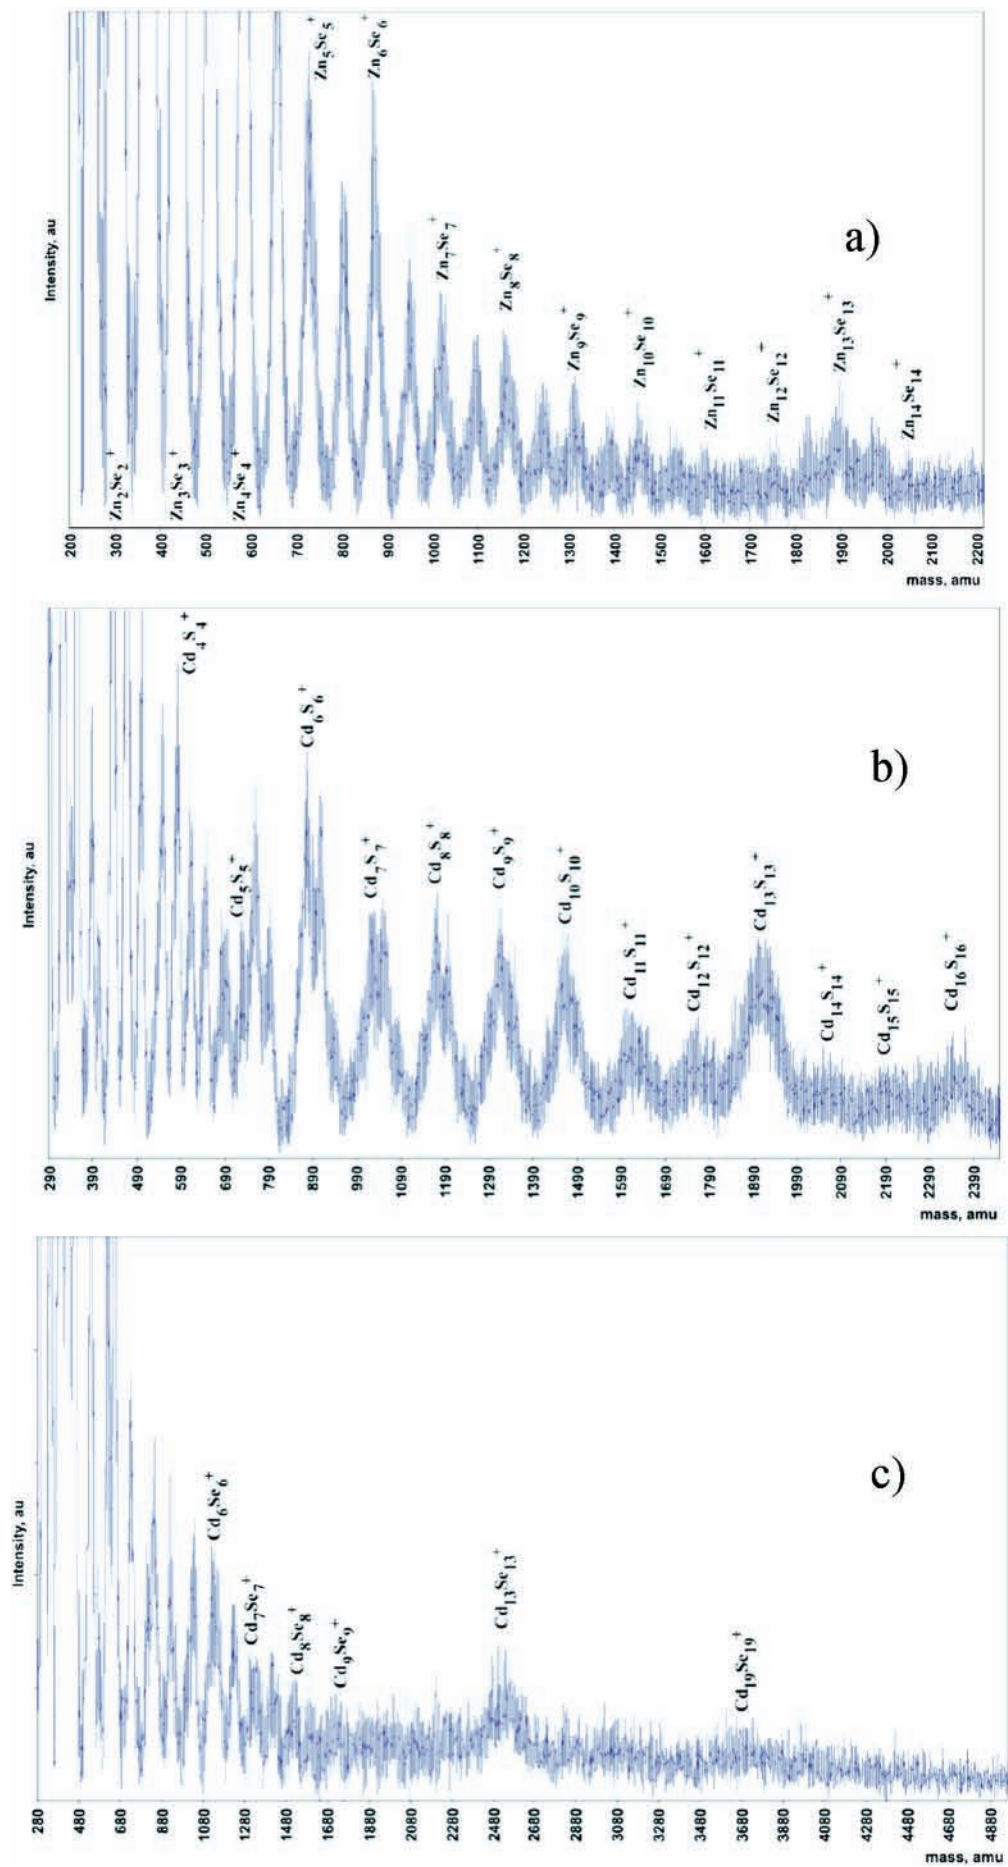 Zn5Se5+
Zn6Se6+
Zn7Se7+
Zn8Se8+
Zn9Se9+
Zn10Se10+
Zn11Se11+
Zn12Se12+
Zn13Se13+
Zn14Se14+
Zn2Se2+
Zn3Se3+
Zn4Se4+
a)
Intensity, au
200 300 400 500 600 700 800 900 1000 1100 1200 1300 1400 1500 1600 1700 1800 1900 2000 2100 2200
mass, amu
Cd4S4+
Cd5S5+
Cd6S6+
Cd7S7+
Cd8S8+
Cd9S9+
Cd10S10+
Cd11S11+
Cd12S12+
Cd13S13+
Cd14S14+
Cd15S15+
Cd16S16+
b)
Intensity, au
290 390 490 590 690 790 890 990 1090 1190 1290 1390 1490 1590 1690 1790 1890 1990 2090 2190 2290 2390
mass, amu
Cd6Se6+
Cd7Se7+
Cd8Se8+
Cd9Se9+
Cd13Se13+
Cd19Se19+
c)
Intensity, au
280 480 680 880 1080 1280 1480 1680 1880 2080 2280 2480 2680 2880 3080 3280 3480 3680 3880 4080 4280 4480 4680 4880
mass, amu